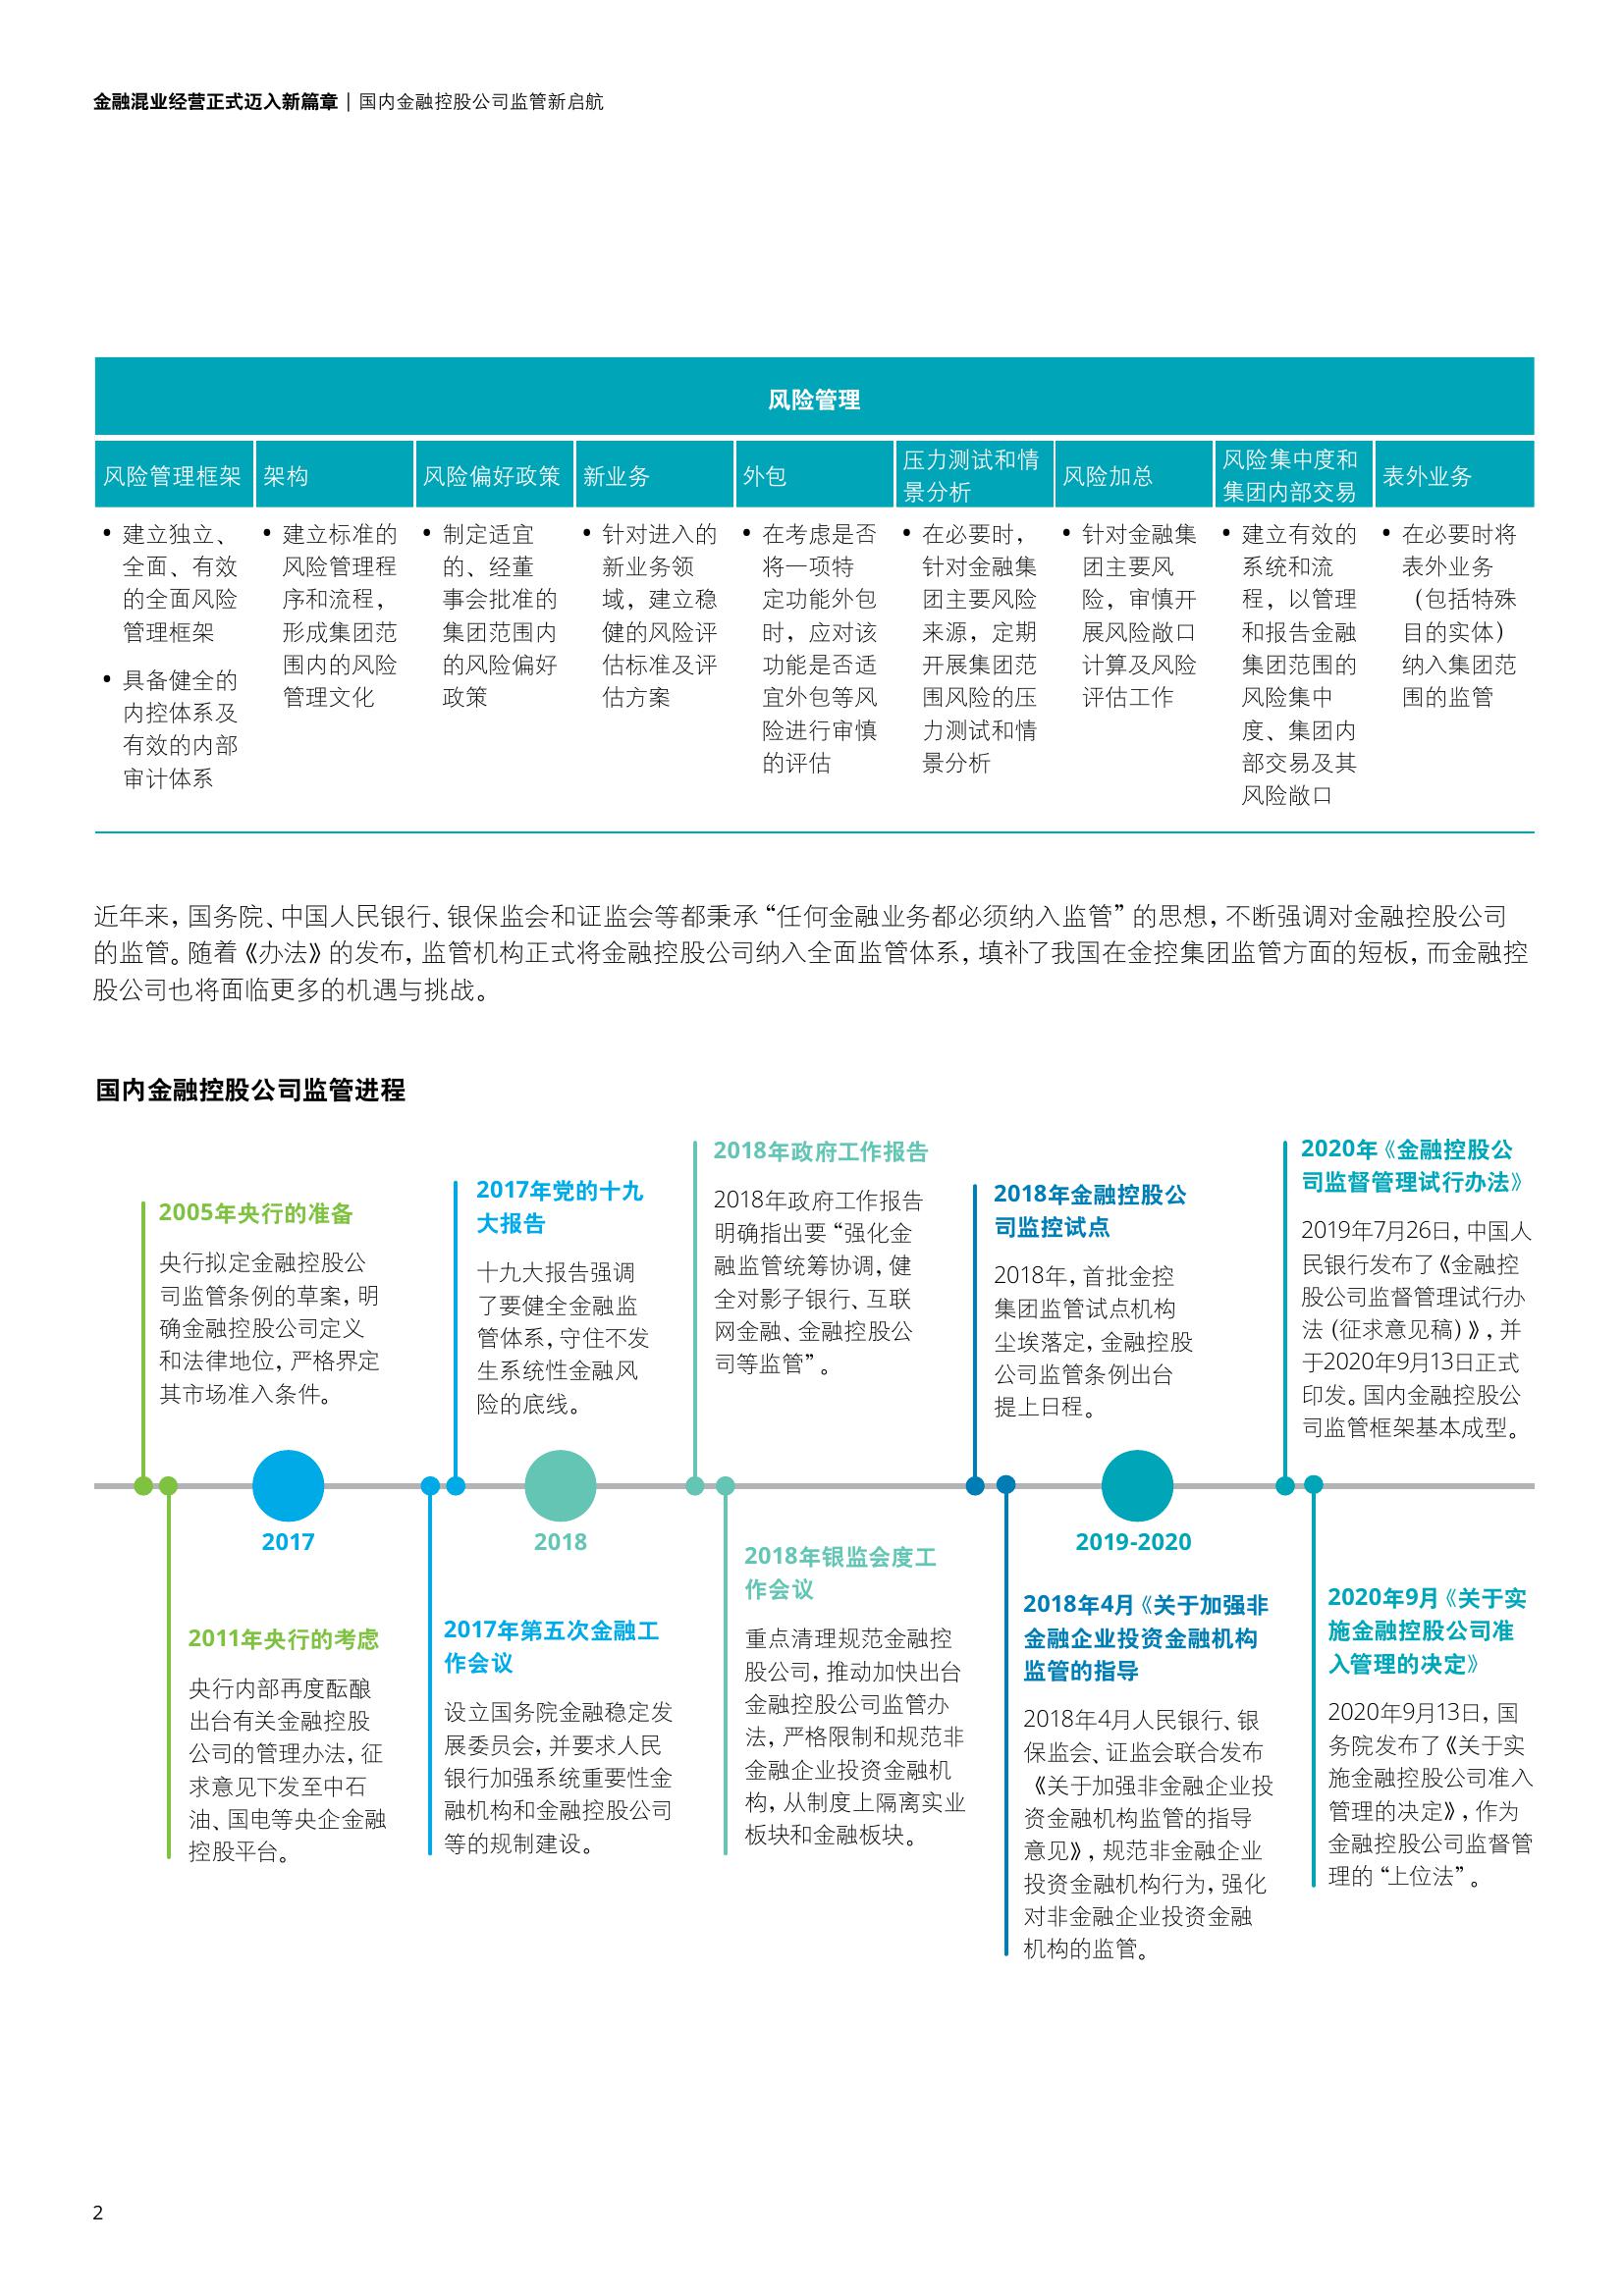 金融混业经营正式迈入新篇章 | 国内金融控股公司监管新启航
风险管理
风险管理框架
架构
风险偏好政策
新业务
外包
压力测试和情
景分析
风险加总
风险集中度和
集团内部交易
表外业务
• 建立独立、
全面、有效
的全面风险
管理框架
• 具备健全的
内控体系及
有效的内部
审计体系
• 建立标准的
风险管理程
序和流程，
形成集团范
围内的风险
管理文化
• 制定适宜
的、经董
事会批准的
集团范围内
的风险偏好
政策
• 针对进入的
新业务领
域，建立稳
健的风险评
估标准及评
估方案
• 在考虑是否
将一项特
定功能外包
时，应对该
功能是否适
宜外包等风
险进行审慎
的评估
• 在必要时，
针对金融集
团主要风险
来源，定期
开展集团范
围风险的压
力测试和情
景分析
• 针对金融集
团主要风
险，审慎开
展风险敞口
计算及风险
评估工作
• 建立有效的
系统和流
程，以管理
和报告金融
集团范围的
风险集中
度、集团内
部交易及其
风险敞口
• 在必要时将
表外业务
（包括特殊
目的实体）
纳入集团范
围的监管
近年来，国务院、中国人民银行、银保监会和证监会等都秉承“任何金融业务都必须纳入监管”的思想，不断强调对金融控股公司
的监管。随着《办法》的发布，监管机构正式将金融控股公司纳入全面监管体系，填补了我国在金控集团监管方面的短板，而金融控
股公司也将面临更多的机遇与挑战。
国内金融控股公司监管进程
2005年央行的准备
央行拟定金融控股公
司监管条例的草案，明
确金融控股公司定义
和法律地位，严格界定
其市场准入条件。
2017年党的十九
大报告
十九大报告强调
了要健全金融监
管体系，守住不发
生系统性金融风
险的底线。
2018年政府工作报告
2018年政府工作报告
明确指出要“强化金
融监管统筹协调，健
全对影子银行、互联
网金融、金融控股公
司等监管”。
2018年金融控股公
司监控试点
2018年，首批金控
集团监管试点机构
尘埃落定，金融控股
公司监管条例出台
提上日程。
2020年《金融控股公
司监督管理试行办法》
2019年7月26日，中国人
民银行发布了《金融控
股公司监督管理试行办
法（征求意见稿）》，并
于2020年9月13日正式
印发。国内金融控股公
司监管框架基本成型。
2017
2018
2019-2020
2011年央行的考虑
央行内部再度酝酿
出台有关金融控股
公司的管理办法，征
求意见下发至中石
油、国电等央企金融
控股平台。
2017年第五次金融工
作会议
设立国务院金融稳定发
展委员会，并要求人民
银行加强系统重要性金
融机构和金融控股公司
等的规制建设。
2018年银监会度工
作会议
重点清理规范金融控
股公司，推动加快出台
金融控股公司监管办
法，严格限制和规范非
金融企业投资金融机
构，从制度上隔离实业
板块和金融板块。
2018年4月《关于加强非
金融企业投资金融机构
监管的指导
2018年4月人民银行、银
保监会、证监会联合发布
《关于加强非金融企业投
资金融机构监管的指导
意见》，规范非金融企业
投资金融机构行为，强化
对非金融企业投资金融
机构的监管。
2020年9月《关于实
施金融控股公司准
入管理的决定》
2020年9月13日，国
务院发布了《关于实
施金融控股公司准入
管理的决定》，作为
金融控股公司监督管
理的“上位法”。
2